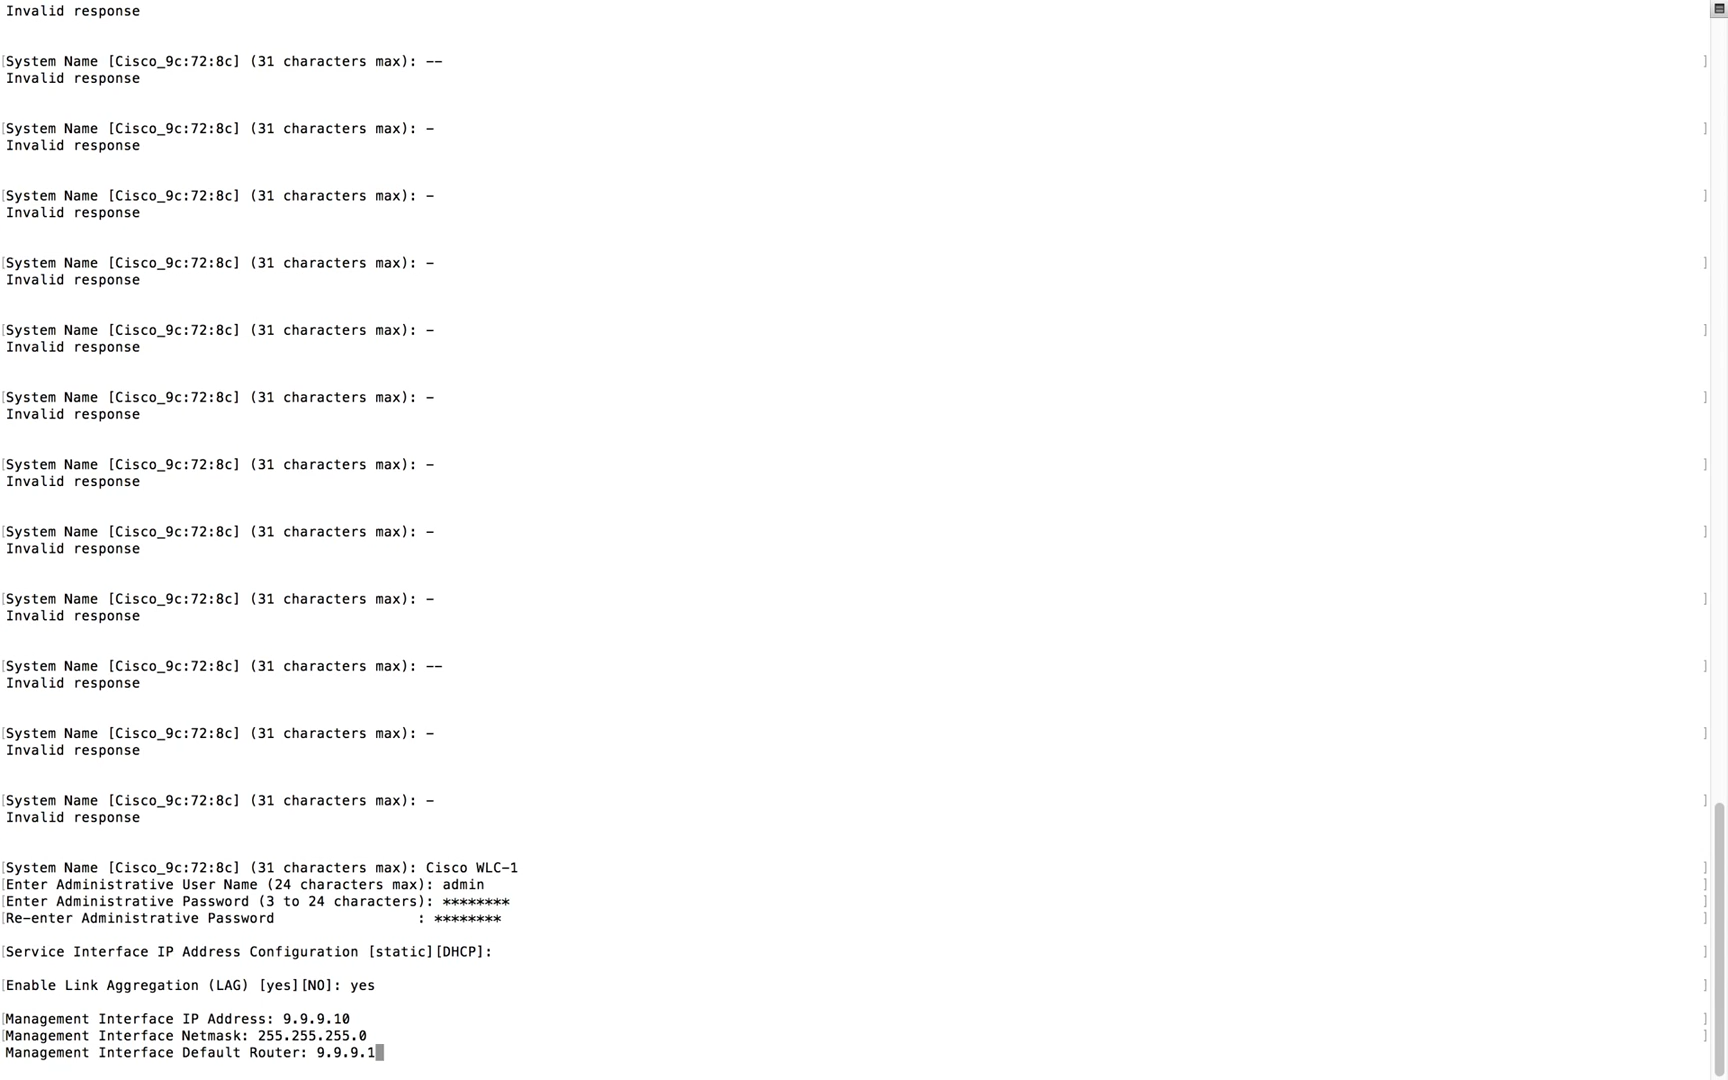 Invalid response
[System Name [Cisco_9c:72:8c] (31 characters max): -- ]
Invalid response
[System Name [Cisco_9c:72:8c] (31 characters max): - ]
Invalid response
[System Name [Cisco_9c:72:8c] (31 characters max): - ]
Invalid response
[System Name [Cisco_9c:72:8c] (31 characters max): - ]
Invalid response
[System Name [Cisco_9c:72:8c] (31 characters max): - ]
Invalid response
[System Name [Cisco_9c:72:8c] (31 characters max): - ]
Invalid response
[System Name [Cisco_9c:72:8c] (31 characters max): - ]
Invalid response
[System Name [Cisco_9c:72:8c] (31 characters max): - ]
Invalid response
[System Name [Cisco_9c:72:8c] (31 characters max): - ]
Invalid response
[System Name [Cisco_9c:72:8c] (31 characters max): -- ]
Invalid response
[System Name [Cisco_9c:72:8c] (31 characters max): - ]
Invalid response
[System Name [Cisco_9c:72:8c] (31 characters max): - ]
Invalid response
[System Name [Cisco_9c:72:8c] (31 characters max): Cisco WLC-1 ]
[Enter Administrative User Name (24 characters max): admin ]
[Enter Administrative Password (3 to 24 characters): ******** ]
[Re-enter Administrative Password : ******** ]
[Service Interface IP Address Configuration [static][DHCP]: ]
[Enable Link Aggregation (LAG) [yes][NO]: yes ]
[Management Interface IP Address: 9.9.9.10 ]
[Management Interface Netmask: 255.255.255.0 ]
Management Interface Default Router: 9.9.9.1